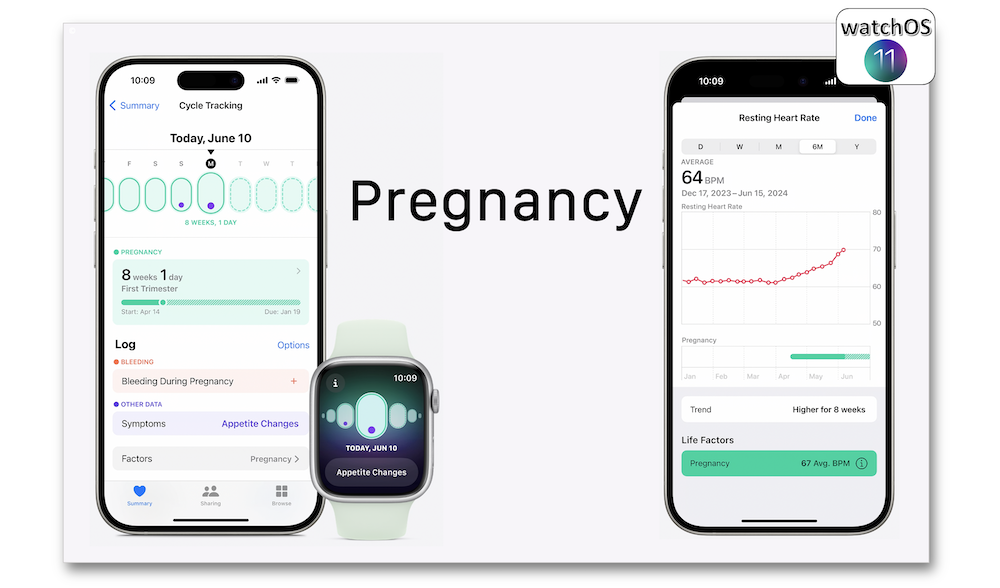 watchOS
11
10:09
Summary
Cycle Tracking
Today, June 10
F S S M T W T
8 WEEKS, 1 DAY
PREGNANCY
8 weeks 1 day
First Trimester
Start: Apr 14 Due: Jan 19
Log Options
BLEEDING
Bleeding During Pregnancy +
OTHER DATA
Symptoms Appetite Changes
Factors Pregnancy
Summary Sharing Browse
Pregnancy
10:09
i
TODAY, JUN 10
Appetite Changes
10:09
Resting Heart Rate Done
D W M 6M Y
AVERAGE
64 BPM
Dec 17, 2023–Jun 15, 2024
Resting Heart Rate
80
70
60
50
Pregnancy
Jan Feb Mar Apr May Jun
Trend Higher for 8 weeks
Life Factors
Pregnancy 67 Avg. BPM i